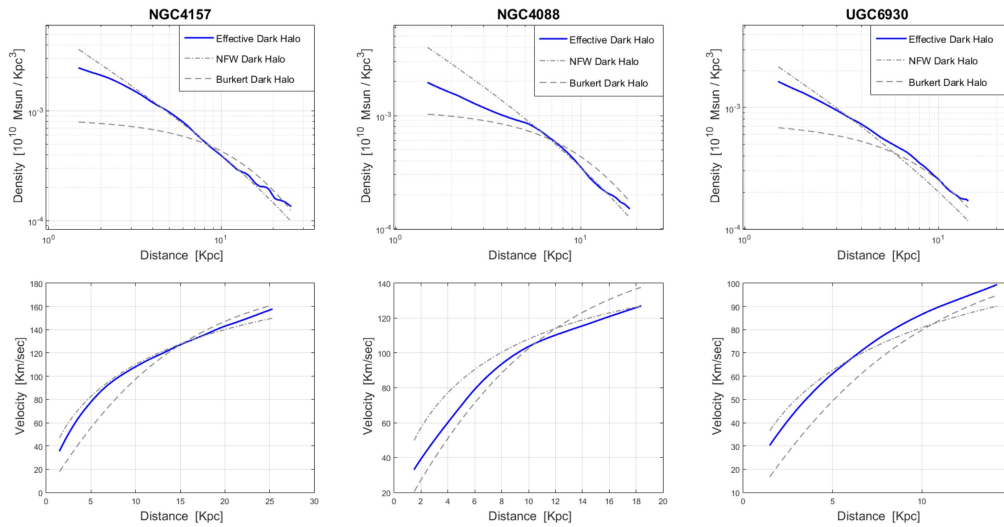 NGC4157
NGC4088
UGC6930
Density [10^10 Msun / Kpc^3]
10^-3
10^-4
10^0
10^1
Distance [Kpc]
Effective Dark Halo
NFW Dark Halo
Burkert Dark Halo
Density [10^10 Msun / Kpc^3]
10^-3
10^-4
10^0
10^1
Distance [Kpc]
Effective Dark Halo
NFW Dark Halo
Burkert Dark Halo
Density [10^10 Msun / Kpc^3]
10^-3
10^-4
10^0
10^1
Distance [Kpc]
Effective Dark Halo
NFW Dark Halo
Burkert Dark Halo
Velocity [Km/sec]
180
160
140
120
100
80
60
40
20
0
0 5 10 15 20 25 30
Distance [Kpc]
Velocity [Km/sec]
140
120
100
80
60
40
20
0 2 4 6 8 10 12 14 16 18 20
Distance [Kpc]
Velocity [Km/sec]
100
90
80
70
60
50
40
30
20
10
0 5 10
Distance [Kpc]